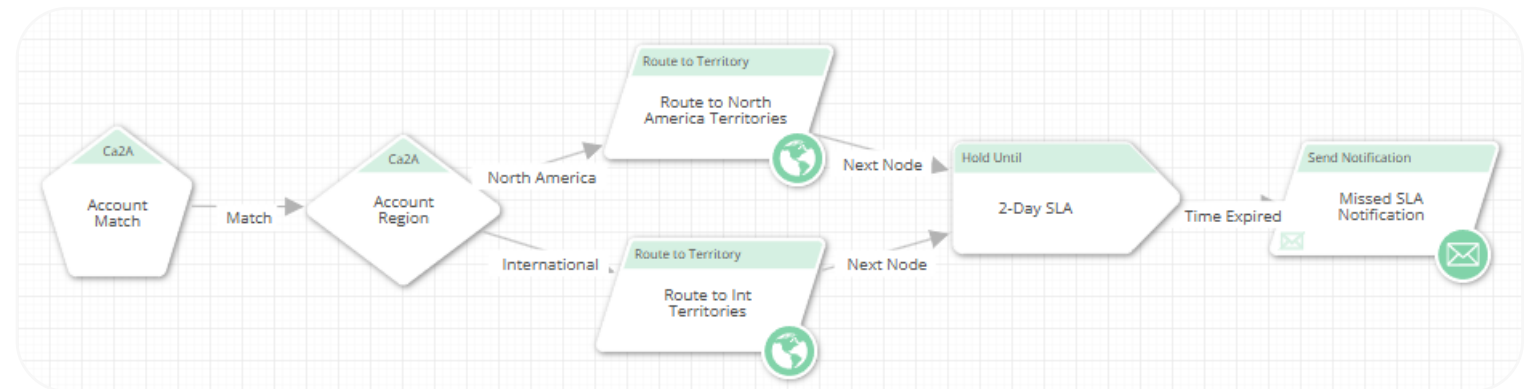 Ca2A
Account
Match
Match
Ca2A
Account
Region
North America
International
Route to Territory
Route to North
America Territories
Route to Territory
Route to Int
Territories
Next Node
Next Node
Hold Until
2-Day SLA
Time Expired
Send Notification
Missed SLA
Notification